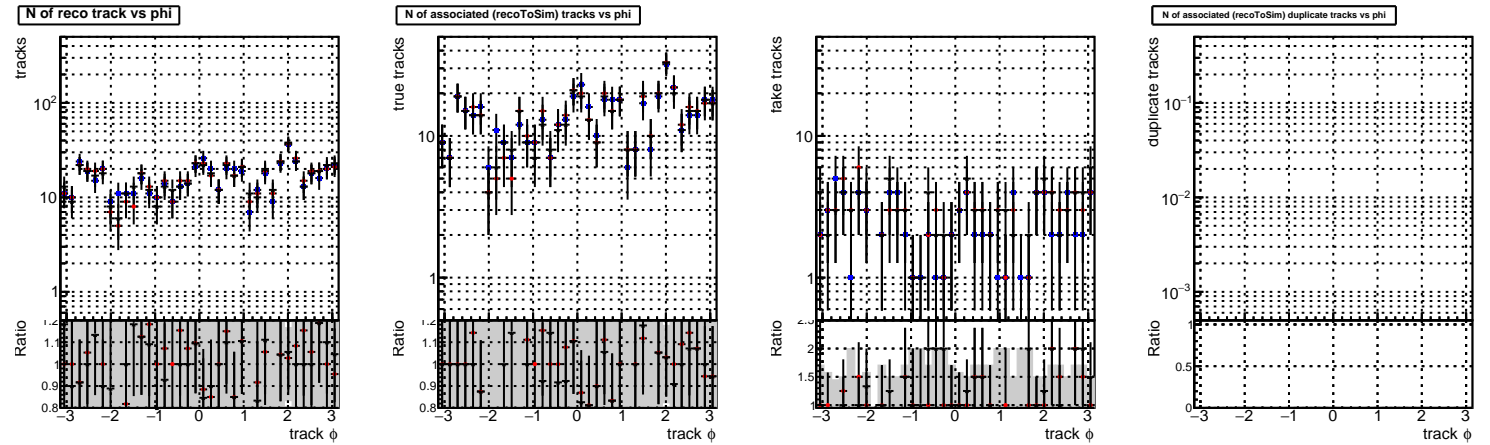 N of reco track vs phi
tracks
10²
10
1
Ratio
1.2
1.1
1
0.9
0.8
−3 −2 −1 0 1 2 3
track ϕ
N of associated (recoToSim) tracks vs phi
true tracks
10
1
Ratio
1.2
1.1
1
0.9
0.8
−3 −2 −1 0 1 2 3
track ϕ
fake tracks
10
1
Ratio
2.5
2
1.5
1
−3 −2 −1 0 1 2 3
track ϕ
N of associated (recoToSim) duplicate tracks vs phi
duplicate tracks
10⁻¹
10⁻²
10⁻³
Ratio
1
0.5
0
−3 −2 −1 0 1 2 3
track ϕ